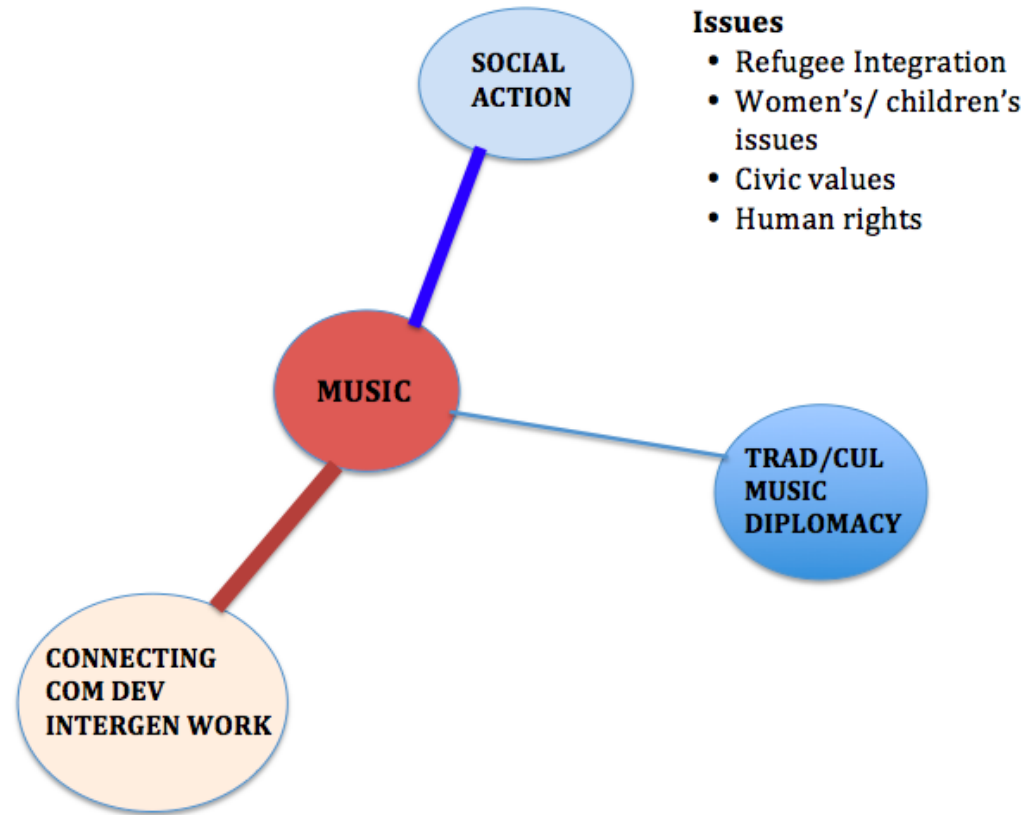 SOCIAL
ACTION
Issues
• Refugee Integration
• Women’s/ children’s
issues
• Civic values
• Human rights
MUSIC
TRAD/CUL
MUSIC
DIPLOMACY
CONNECTING
COM DEV
INTERGEN WORK